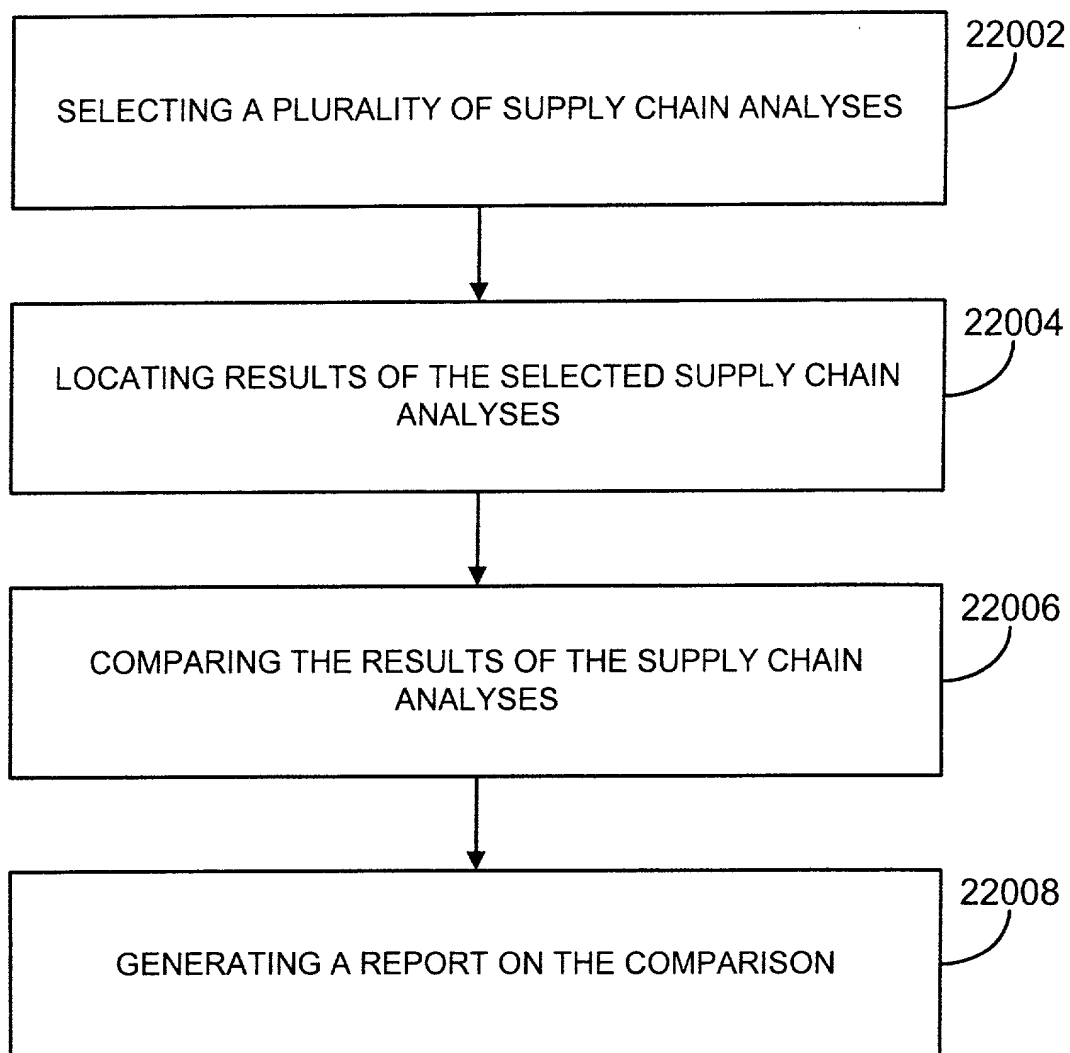 22002
SELECTING A PLURALITY OF SUPPLY CHAIN ANALYSES
22004
LOCATING RESULTS OF THE SELECTED SUPPLY CHAIN
ANALYSES
22006
COMPARING THE RESULTS OF THE SUPPLY CHAIN
ANALYSES
22008
GENERATING A REPORT ON THE COMPARISON